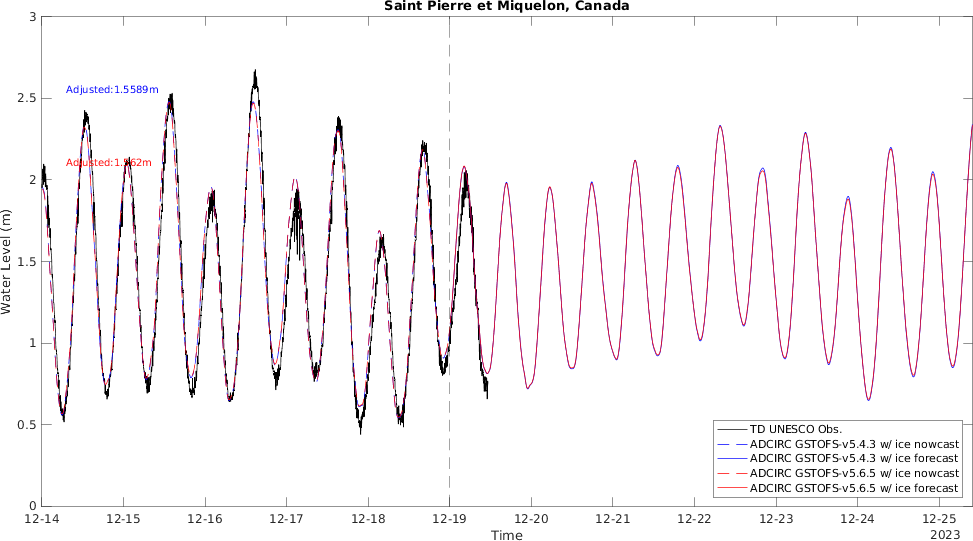 Saint Pierre et Miquelon, Canada
3
2.5
2
1.5
1
0.5
0
Water Level (m)
Adjusted:1.5589m
Adjusted:1.562m
TD UNESCO Obs.
ADCIRC GSTOFS-v5.4.3 w/ ice nowcast
ADCIRC GSTOFS-v5.4.3 w/ ice forecast
ADCIRC GSTOFS-v5.6.5 w/ ice nowcast
ADCIRC GSTOFS-v5.6.5 w/ ice forecast
12-14 12-15 12-16 12-17 12-18 12-19 12-20 12-21 12-22 12-23 12-24 12-25
Time
2023